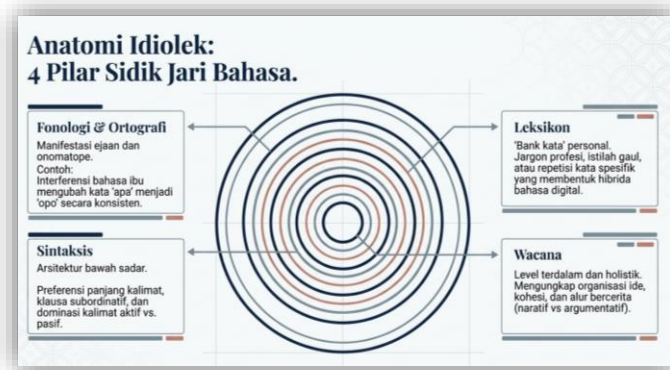 Anatomi Idiolek:
4 Pilar Sidik Jari Bahasa.
Fonologi & Ortografi
Manifestasi ejaan dan
onomatope.
Contoh:
Interferensi bahasa ibu
mengubah kata 'apa' menjadi
'opo' secara konsisten.
Sintaksis
Arsitektur bawah sadar.
Preferensi panjang kalimat,
klausa subordinatif, dan
dominasi kalimat aktif vs.
pasif.
Leksikon
'Bank kata' personal.
Jargon profesi, istilah gaul,
atau repetisi kata spesifik
yang membentuk hibrida
bahasa digital.
Wacana
Level terdalam dan holistik.
Mengungkap organisasi ide,
kohesi, dan alur bercerita
(naratif vs argumentatif).